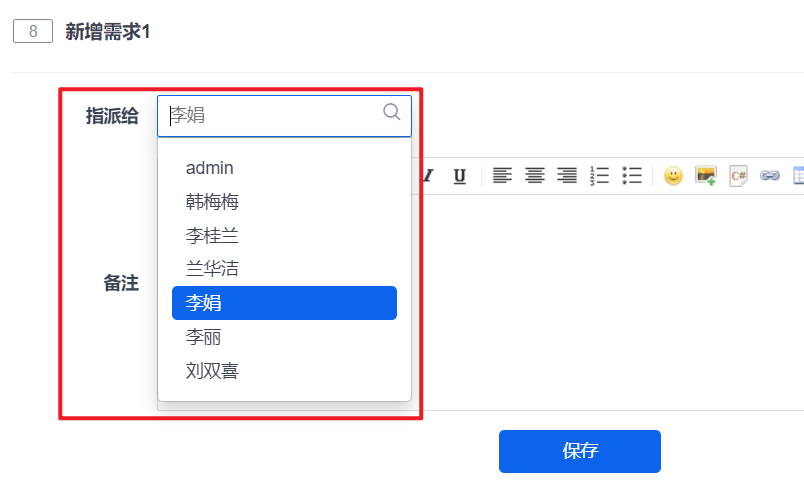 8 新增需求1
指派给 李娟
admin
韩梅梅
李桂兰
兰华洁
备注
李娟
李丽
刘双喜
保存